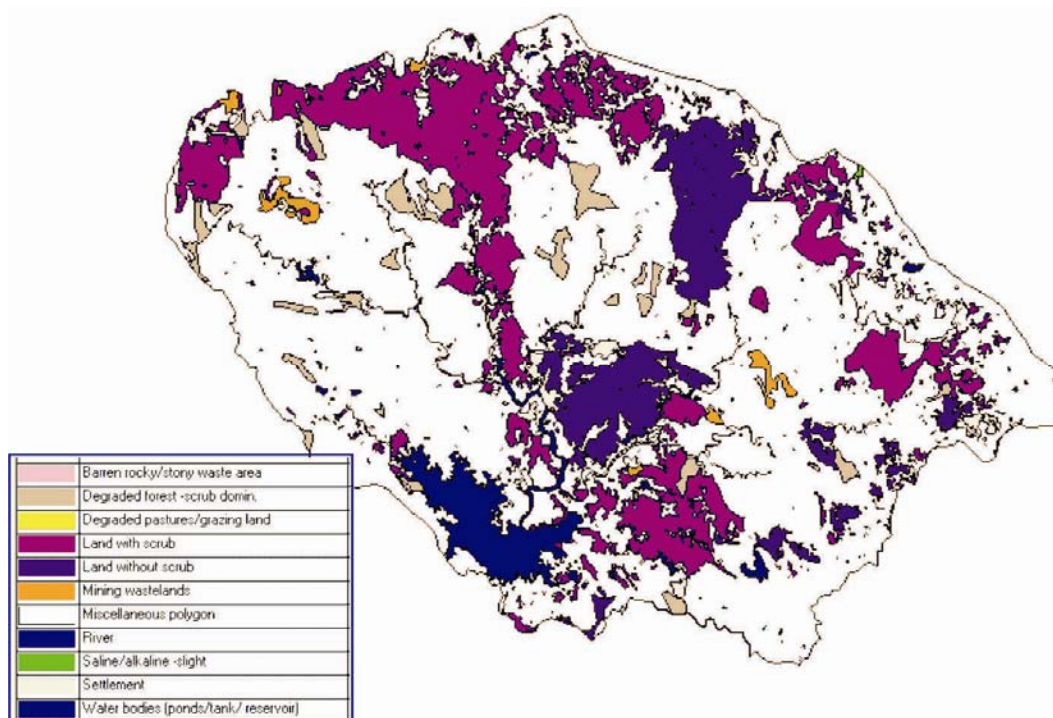 Barren rocky/stony waste area
Degraded forest -scrub domin.
Degraded pastures/grazing land
Land with scrub
Land without scrub
Mining wastelands
Miscellaneous polygon
River
Saline/alkaline -slight
Settlement
Water bodies (ponds/tank/ reservoir)